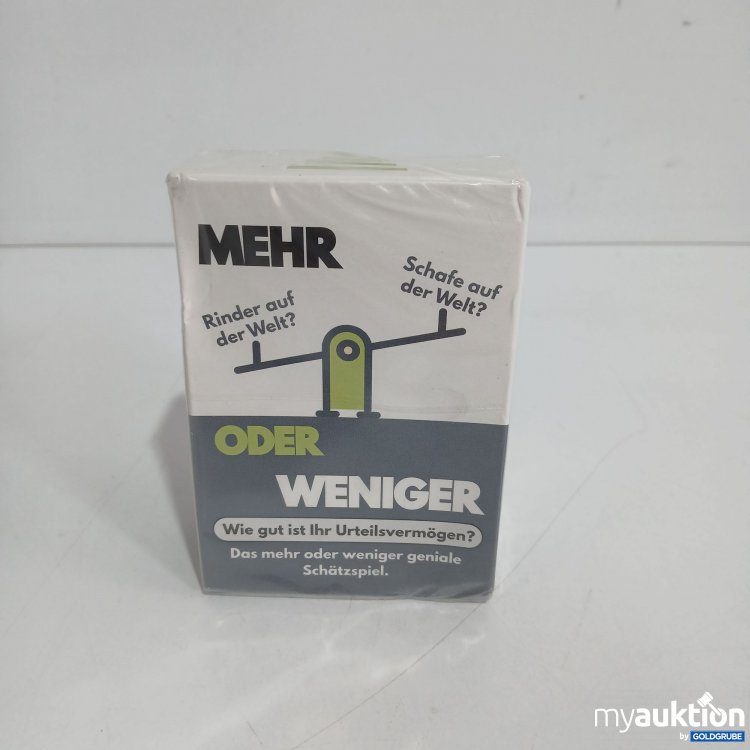 MEHR
Rinder auf
der Welt?
Schafe auf
der Welt?
ODER
WENIGER
Wie gut ist Ihr Urteilsvermögen?
Das mehr oder weniger geniale
Schätzspiel.
myauktion
by GOLDGRUBE